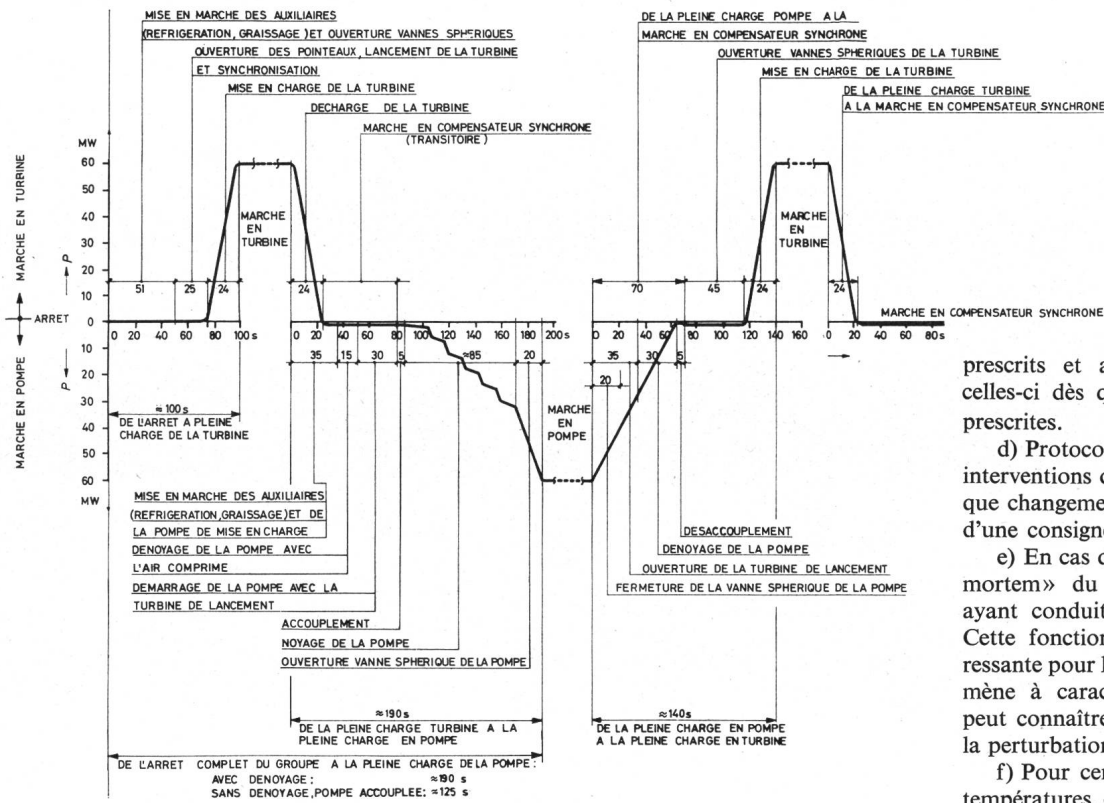 MISE EN MARCHE DES AUXILIAIRES
(REFRIGERATION, GRAISSAGE) ET OUVERTURE VANNES SPHERIQUES
OUVERTURE DES POINTEAUX, LANCEMENT DE LA TURBINE
ET SYNCHRONISATION
MISE EN CHARGE DE LA TURBINE
DECHARGE DE LA TURBINE
MARCHE EN COMPENSATEUR SYNCHRONE
(TRANSITOIRE)
DE LA PLEINE CHARGE POMPE A LA
MARCHE EN COMPENSATEUR SYNCHRONE
OUVERTURE VANNES SPHERIQUES DE LA TURBINE
MISE EN CHARGE DE LA TURBINE
DE LA PLEINE CHARGE TURBINE
A LA MARCHE EN COMPENSATEUR SYNCHRONE
MARCHE EN TURBINE
ARRET
MARCHE EN POMPE
P
P
MW
60
50
40
30
20
10
0
10
20
30
40
50
60
MW
MARCHE
EN
TURBINE
MARCHE
EN
TURBINE
51 25 24 24 70 45 24 24
0 20 40 60 80 100 s
0 20 40 60 80 100 120 140 160 180 200 s
0 20 40 60 80 100 120 140 160
0 20 40 60 80 s
MARCHE EN COMPENSATEUR SYNCHRONE
35 15 30 5 ≈85 20
35 30 5
20
MARCHE
EN
POMPE
≈100 s
DE L'ARRET A PLEINE
CHARGE DE LA TURBINE
MISE EN MARCHE DES AUXILIAIRES
(REFRIGERATION, GRAISSAGE) ET DE
LA POMPE DE MISE EN CHARGE
DENOYAGE DE LA POMPE AVEC
L'AIR COMPRIME
DEMARRAGE DE LA POMPE AVEC LA
TURBINE DE LANCEMENT
ACCOUPLEMENT
NOYAGE DE LA POMPE
OUVERTURE VANNE SPHERIQUE DE LA POMPE
DESACCOUPLEMENT
DENOYAGE DE LA POMPE
OUVERTURE DE LA TURBINE DE LANCEMENT
FERMETURE DE LA VANNE SPHERIQUE DE LA POMPE
≈190 s
DE LA PLEINE CHARGE TURBINE A LA
PLEINE CHARGE EN POMPE
≈140 s
DE LA PLEINE CHARGE EN POMPE
A LA PLEINE CHARGE EN TURBINE
DE L'ARRET COMPLET DU GROUPE A LA PLEINE CHARGE DE LA POMPE:
AVEC DENOYAGE: ≈190 s
SANS DENOYAGE, POMPE ACCOUPLEE: ≈125 s
prescrits et a
celles-ci dès q
prescrites.
d) Protoco
interventions d
que changeme
d'une consign
e) En cas d
mortem» du
ayant conduit
Cette fonction
ressante pour l
mène à carac
peut connaître
la perturbation
f) Pour cer
températures